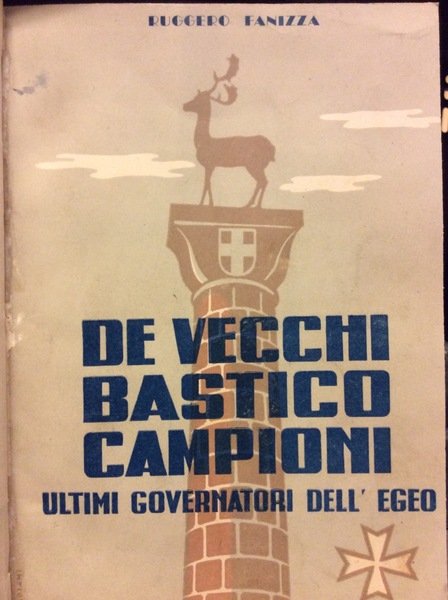 RUGGERO FANIZZA
DE VECCHI
BASTICO
CAMPIONI
ULTIMI GOVERNATORI DELL' EGEO